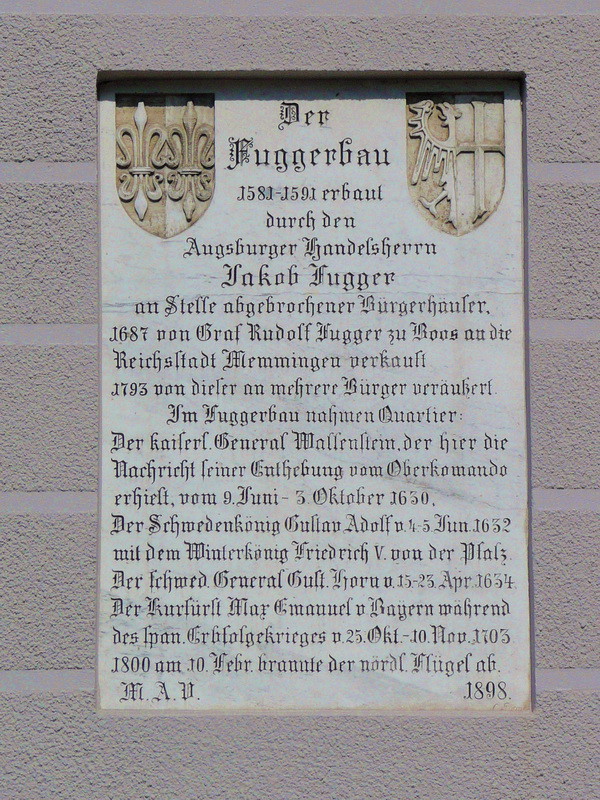 Der
Fuggerbau
1581-1591 erbaut
durch den
Augsburger Handelsherrn
Jakob Fugger
an Stelle abgebrochener Bürgerhäuser,
1687 von Graf Rudolf Fugger zu Boos an die
Reichsstadt Memmingen verkauft
1793 von dieser an mehrere Bürger veräußert.
Im Fuggerbau nahmen Quartier:
Der kaiserl. General Wallenstein, der hier die
Nachricht seiner Enthebung vom Oberkomando
erhielt, vom 9. Juni - 3. Oktober 1630,
Der Schwedenkönig Gustav Adolf v. 4-5. Jun. 1632
mit dem Winterkönig Friedrich V. von der Pfalz.
Der schwed. General Gust. Horn v. 15-23. Apr. 1634.
Der Kurfürst Max Emanuel v Bayern während
des span. Erbfolgekrieges v. 25. Okt.-10. Nov. 1703
1800 am 10. Febr. brannte der nördl. Flügel ab.
M. A. V. 1898.